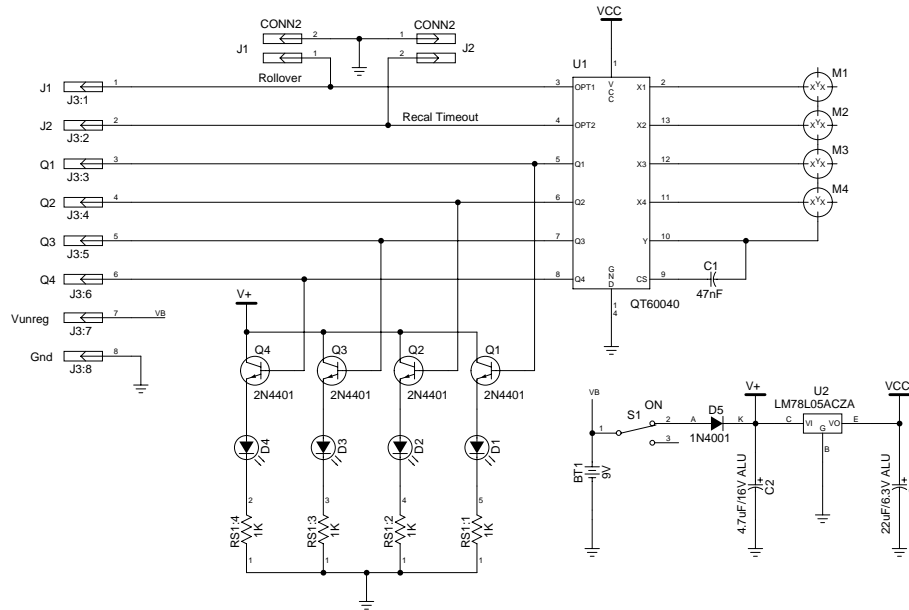 CONN2
CONN2
VCC
J1
2
2
J2
1
1
Rollover
Recal Timeout
J1
1
J3:1
J2
2
J3:2
Q1
3
J3:3
Q2
4
J3:4
Q3
5
J3:5
Q4
6
J3:6
Vunreg
7
VB
J3:7
Gnd
8
J3:8
U1
1
VCC
3
OPT1
X1
2
4
OPT2
X2
13
5
Q1
X3
12
6
Q2
X4
11
7
Q3
Y
10
8
Q4
CS
9
GND
14
QT60040
C1
47nF
M1
XYX
M2
XYX
M3
XYX
M4
XYX
V+
Q4
Q3
Q2
Q1
2N4401
2N4401
2N4401
2N4401
D4
D3
D2
D1
2
3
4
5
RS1:4
1K
RS1:3
1K
RS1:2
1K
RS1:1
1K
1
1
1
1
VB
S1
ON
1
2
3
BT1
9V
A
D5
K
1N4001
V+
4.7uF/16V ALU
C2
U2
LM78L05ACZA
C
VI
VO
E
G
B
VCC
22uF/6.3V ALU